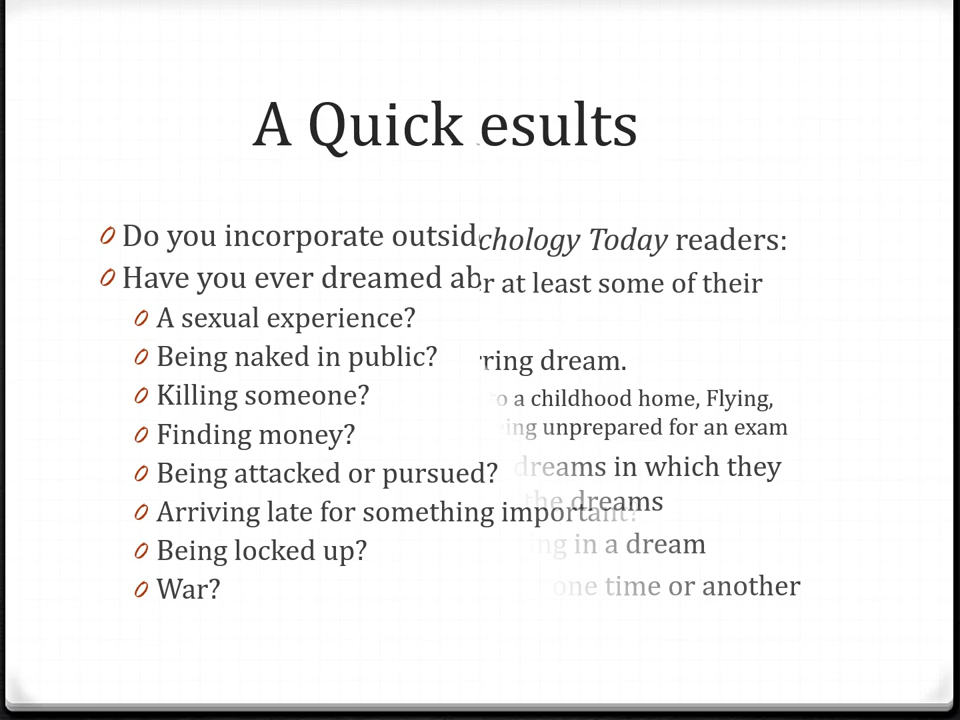 A Quick esults
Do you incorporate outsid
chology Today readers:
Have you ever dreamed ab
r at least some of their
A sexual experience?
Being naked in public?
ring dream.
Killing someone?
to a childhood home, Flying,
being unprepared for an exam
Finding money?
Being attacked or pursued?
dreams in which they
Arriving late for something important?
the dreams
Being locked up?
ing in a dream
War?
one time or another